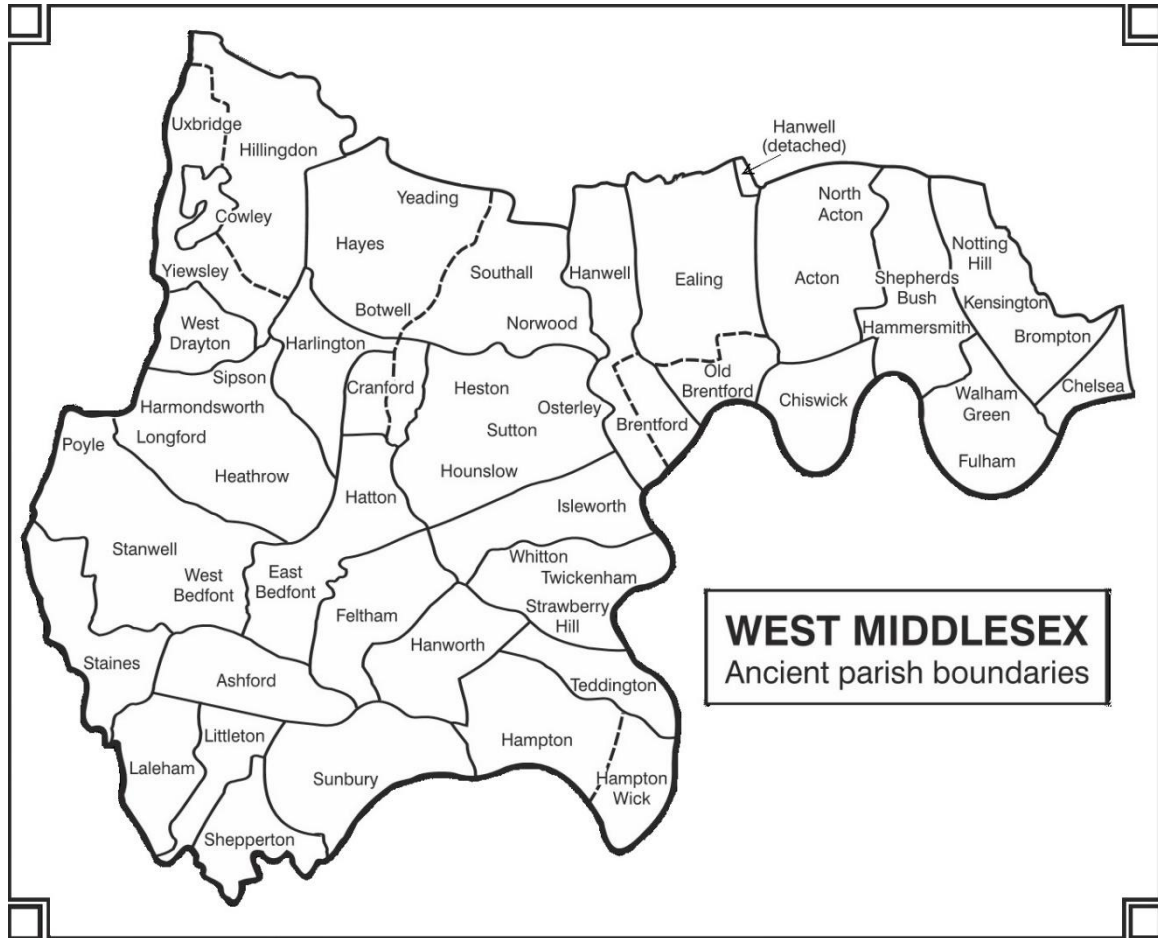 Hanwell
(detached)
Uxbridge
Hillingdon
Cowley
Yiewsley
West
Drayton
Yeading
Hayes
Botwell
Southall
Norwood
Hanwell
Ealing
North
Acton
Acton
Shepherds
Bush
Hammersmith
Notting
Hill
Kensington
Brompton
Chelsea
Harlington
Sipson
Harmondsworth
Longford
Heathrow
Poyle
Cranford
Heston
Osterley
Sutton
Hounslow
Brentford
Old
Brentford
Chiswick
Walham
Green
Fulham
Hatton
Isleworth
Stanwell
West
Bedfont
East
Bedfont
Feltham
Whitton
Twickenham
Strawberry
Hill
Hanworth
Staines
Ashford
Teddington
Laleham
Littleton
Sunbury
Hampton
Hampton
Wick
Shepperton
WEST MIDDLESEX
Ancient parish boundaries